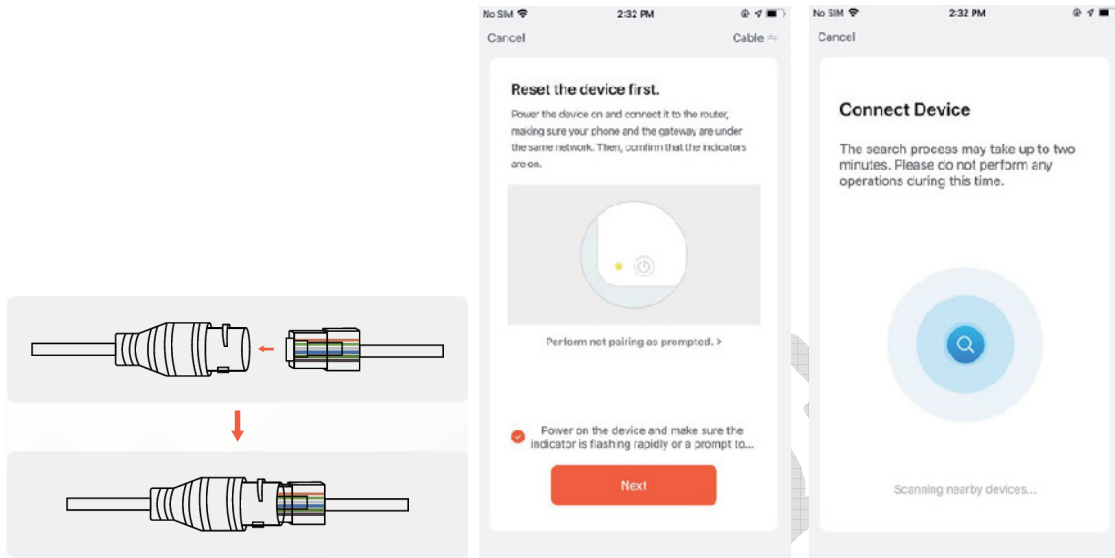 No SIM 2:32 PM
Cancel Cable
Reset the device first.
Power the device on and connect it to the router,
making sure your phone and the gateway are under
the same network. Then, comfirm that the indicators
are on.
Perform net pairing as prompted. >
Power on the device and make sure the
indicator is flashing rapidly or a prompt to...
Next
No SIM 2:32 PM
Cancel
Connect Device
The search process may take up to two
minutes. Please do not perform any
operations during this time.
Scanning nearby devices...